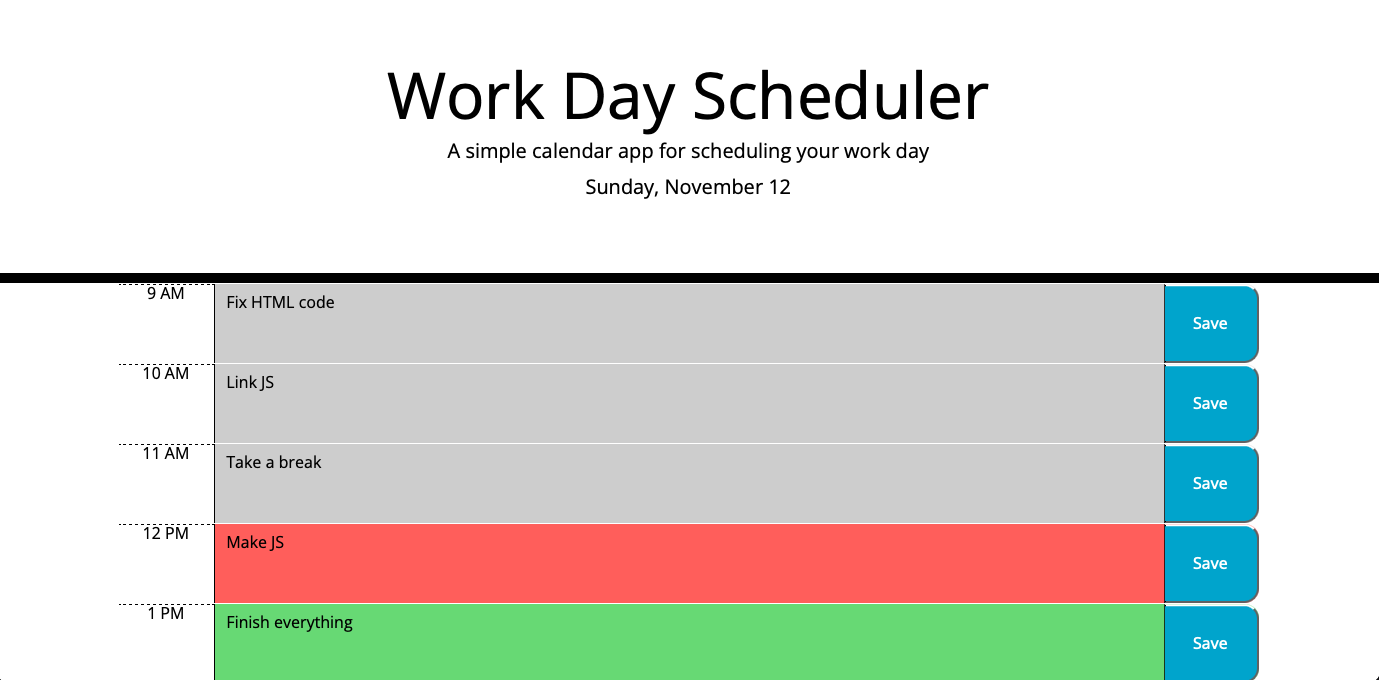 Work Day Scheduler
A simple calendar app for scheduling your work day
Sunday, November 12
9 AM
Fix HTML code
Save
10 AM
Link JS
Save
11 AM
Take a break
Save
12 PM
Make JS
Save
1 PM
Finish everything
Save